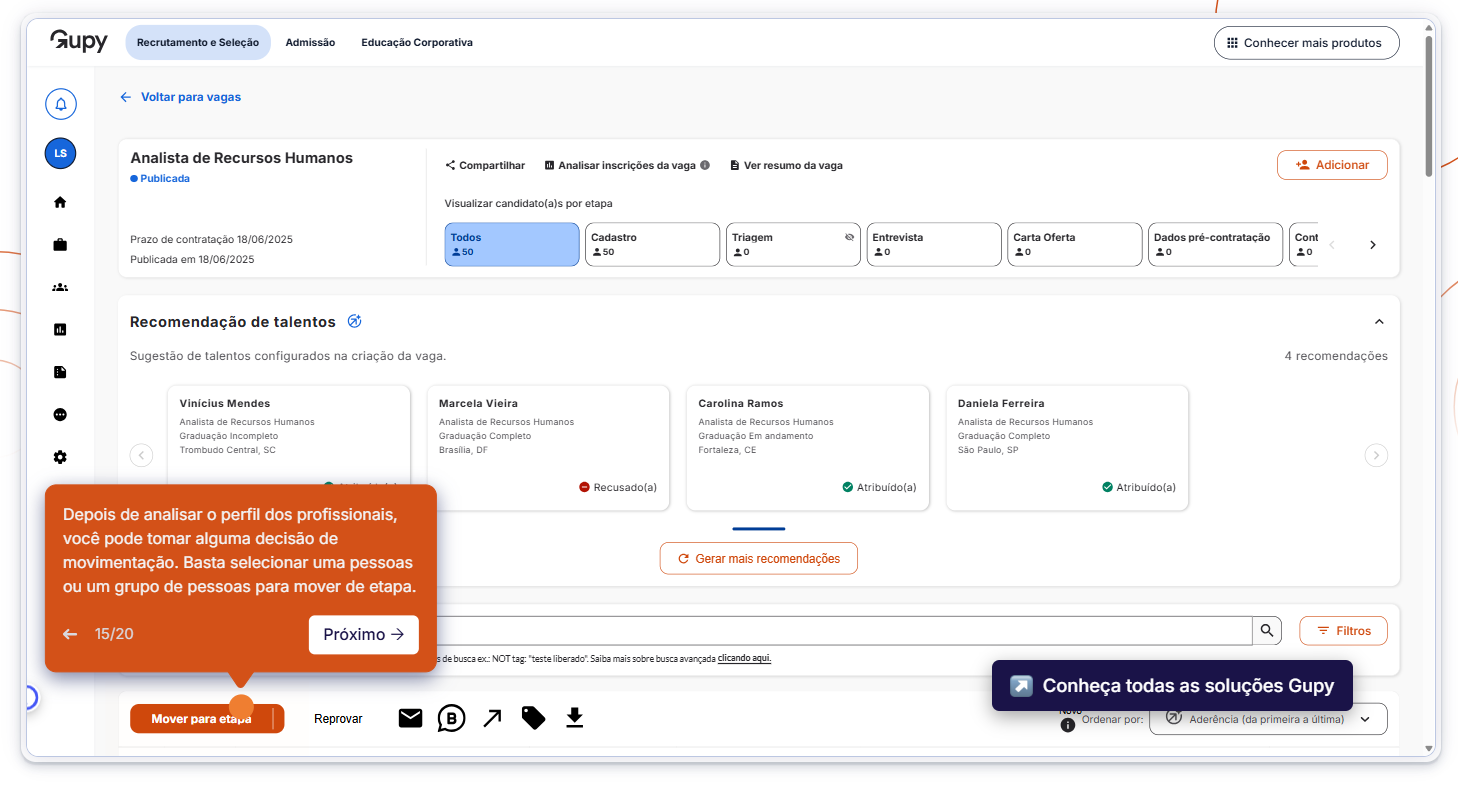 Gupy
Recrutamento e Seleção
Admissão
Educação Corporativa
Conhecer mais produtos
Voltar para vagas
LS
Analista de Recursos Humanos
Publicada
Prazo de contratação 18/06/2025
Publicada em 18/06/2025
Compartilhar
Analisar inscrições da vaga
Ver resumo da vaga
Adicionar
Visualizar candidato(a)s por etapa
Todos
50
Cadastro
50
Triagem
0
Entrevista
0
Carta Oferta
0
Dados pré-contratação
0
Cont
0
Recomendação de talentos
Sugestão de talentos configurados na criação da vaga.
4 recomendações
Vinícius Mendes
Analista de Recursos Humanos
Graduação Incompleto
Trombudo Central, SC
Marcela Vieira
Analista de Recursos Humanos
Graduação Completo
Brasília, DF
Recusado(a)
Carolina Ramos
Analista de Recursos Humanos
Graduação Em andamento
Fortaleza, CE
Atribuído(a)
Daniela Ferreira
Analista de Recursos Humanos
Graduação Completo
São Paulo, SP
Atribuído(a)
Gerar mais recomendações
Depois de analisar o perfil dos profissionais,
você pode tomar alguma decisão de
movimentação. Basta selecionar uma pessoas
ou um grupo de pessoas para mover de etapa.
15/20
Próximo
Filtros
s de busca ex.: NOT tag: "teste liberado". Saiba mais sobre busca avançada clicando aqui.
Conheça todas as soluções Gupy
Mover para etapa
Reprovar
B
Novo
Ordenar por:
Aderência (da primeira a última)